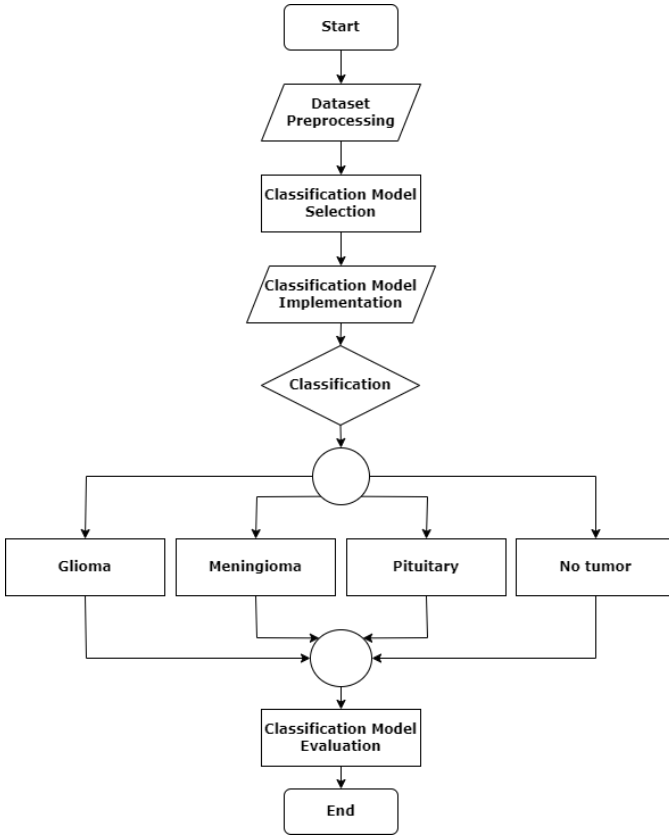 Start
Dataset
Preprocessing
Classification Model
Selection
Classification Model
Implementation
Classification
Glioma
Meningioma
Pituitary
No tumor
Classification Model
Evaluation
End